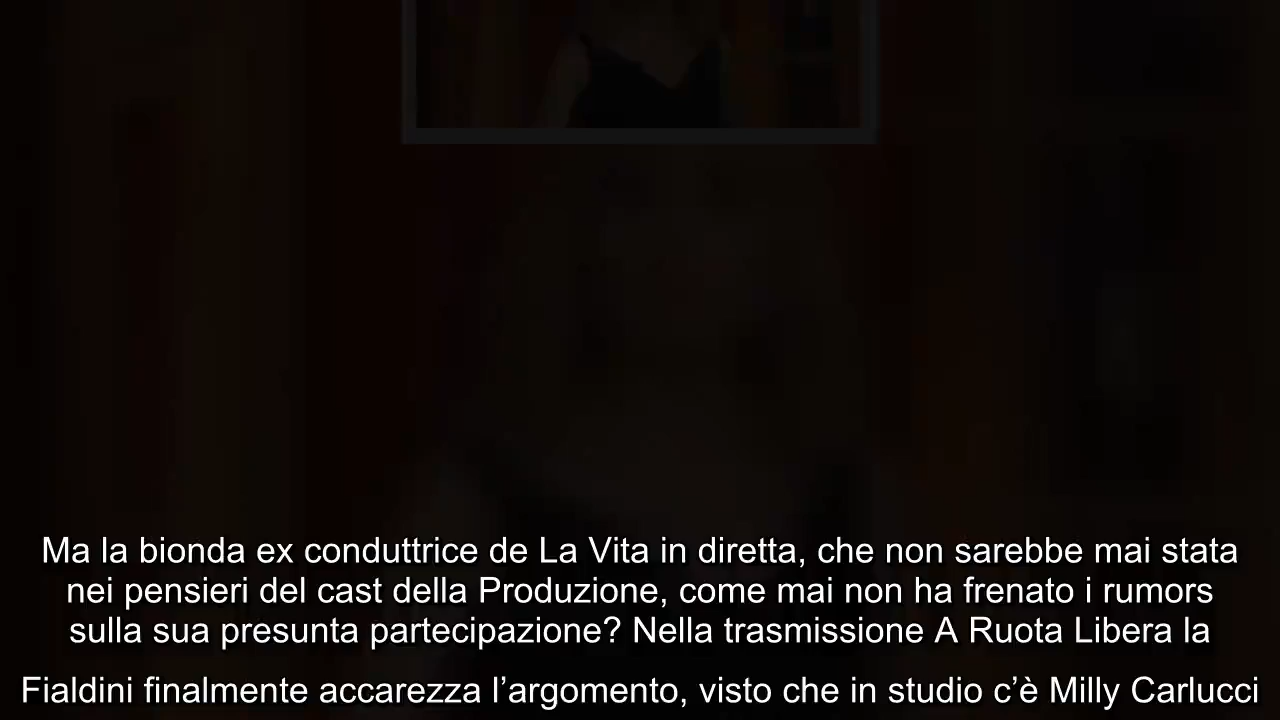 Ma la bionda ex conduttrice de La Vita in diretta, che non sarebbe mai stata
nei pensieri del cast della Produzione, come mai non ha frenato i rumors
sulla sua presunta partecipazione? Nella trasmissione A Ruota Libera la
Fialdini finalmente accarezza l’argomento, visto che in studio c’è Milly Carlucci